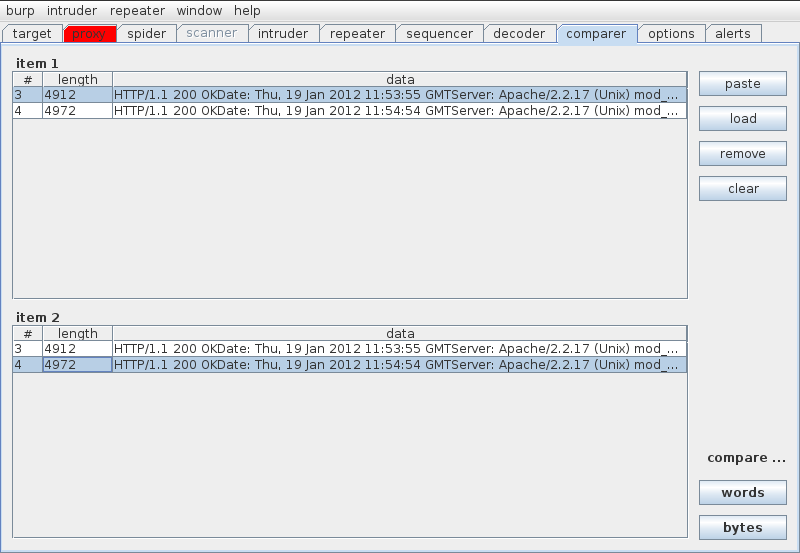 burp intruder repeater window help
target proxy spider scanner intruder repeater sequencer decoder comparer options alerts
item 1
# length data
3 4912 HTTP/1.1 200 OKDate: Thu, 19 Jan 2012 11:53:55 GMTServer: Apache/2.2.17 (Unix) mod_...
4 4972 HTTP/1.1 200 OKDate: Thu, 19 Jan 2012 11:54:54 GMTServer: Apache/2.2.17 (Unix) mod_...
paste
load
remove
clear
item 2
# length data
3 4912 HTTP/1.1 200 OKDate: Thu, 19 Jan 2012 11:53:55 GMTServer: Apache/2.2.17 (Unix) mod_...
4 4972 HTTP/1.1 200 OKDate: Thu, 19 Jan 2012 11:54:54 GMTServer: Apache/2.2.17 (Unix) mod_...
compare ...
words
bytes